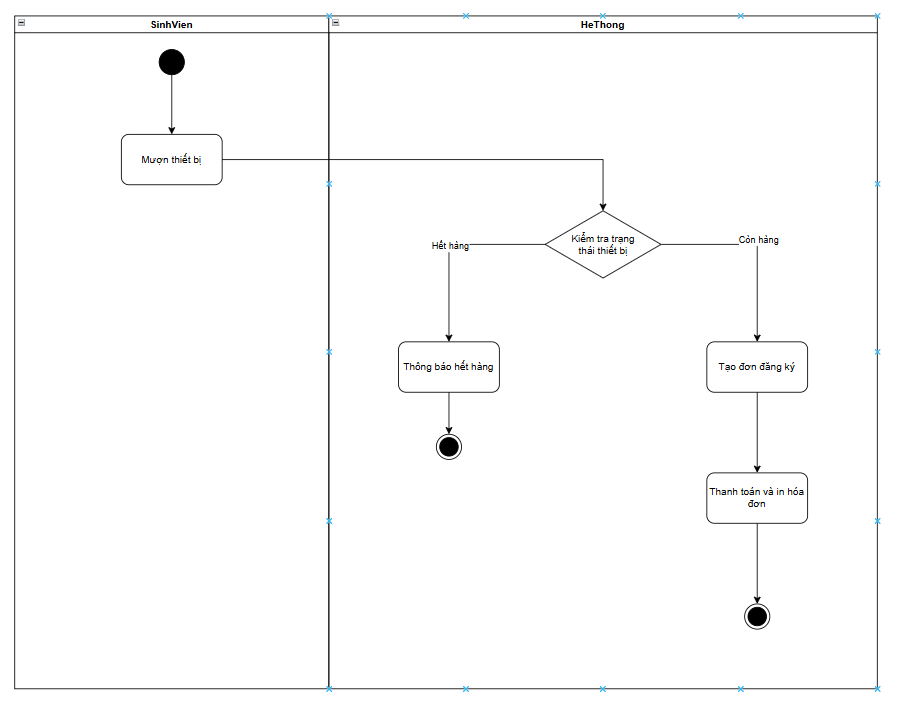 SinhVien
HeThong
Mượn thiết bị
Kiểm tra trạng
thái thiết bị
Hết hàng
Còn hàng
Thông báo hết hàng
Tạo đơn đăng ký
Thanh toán và in hóa
đơn